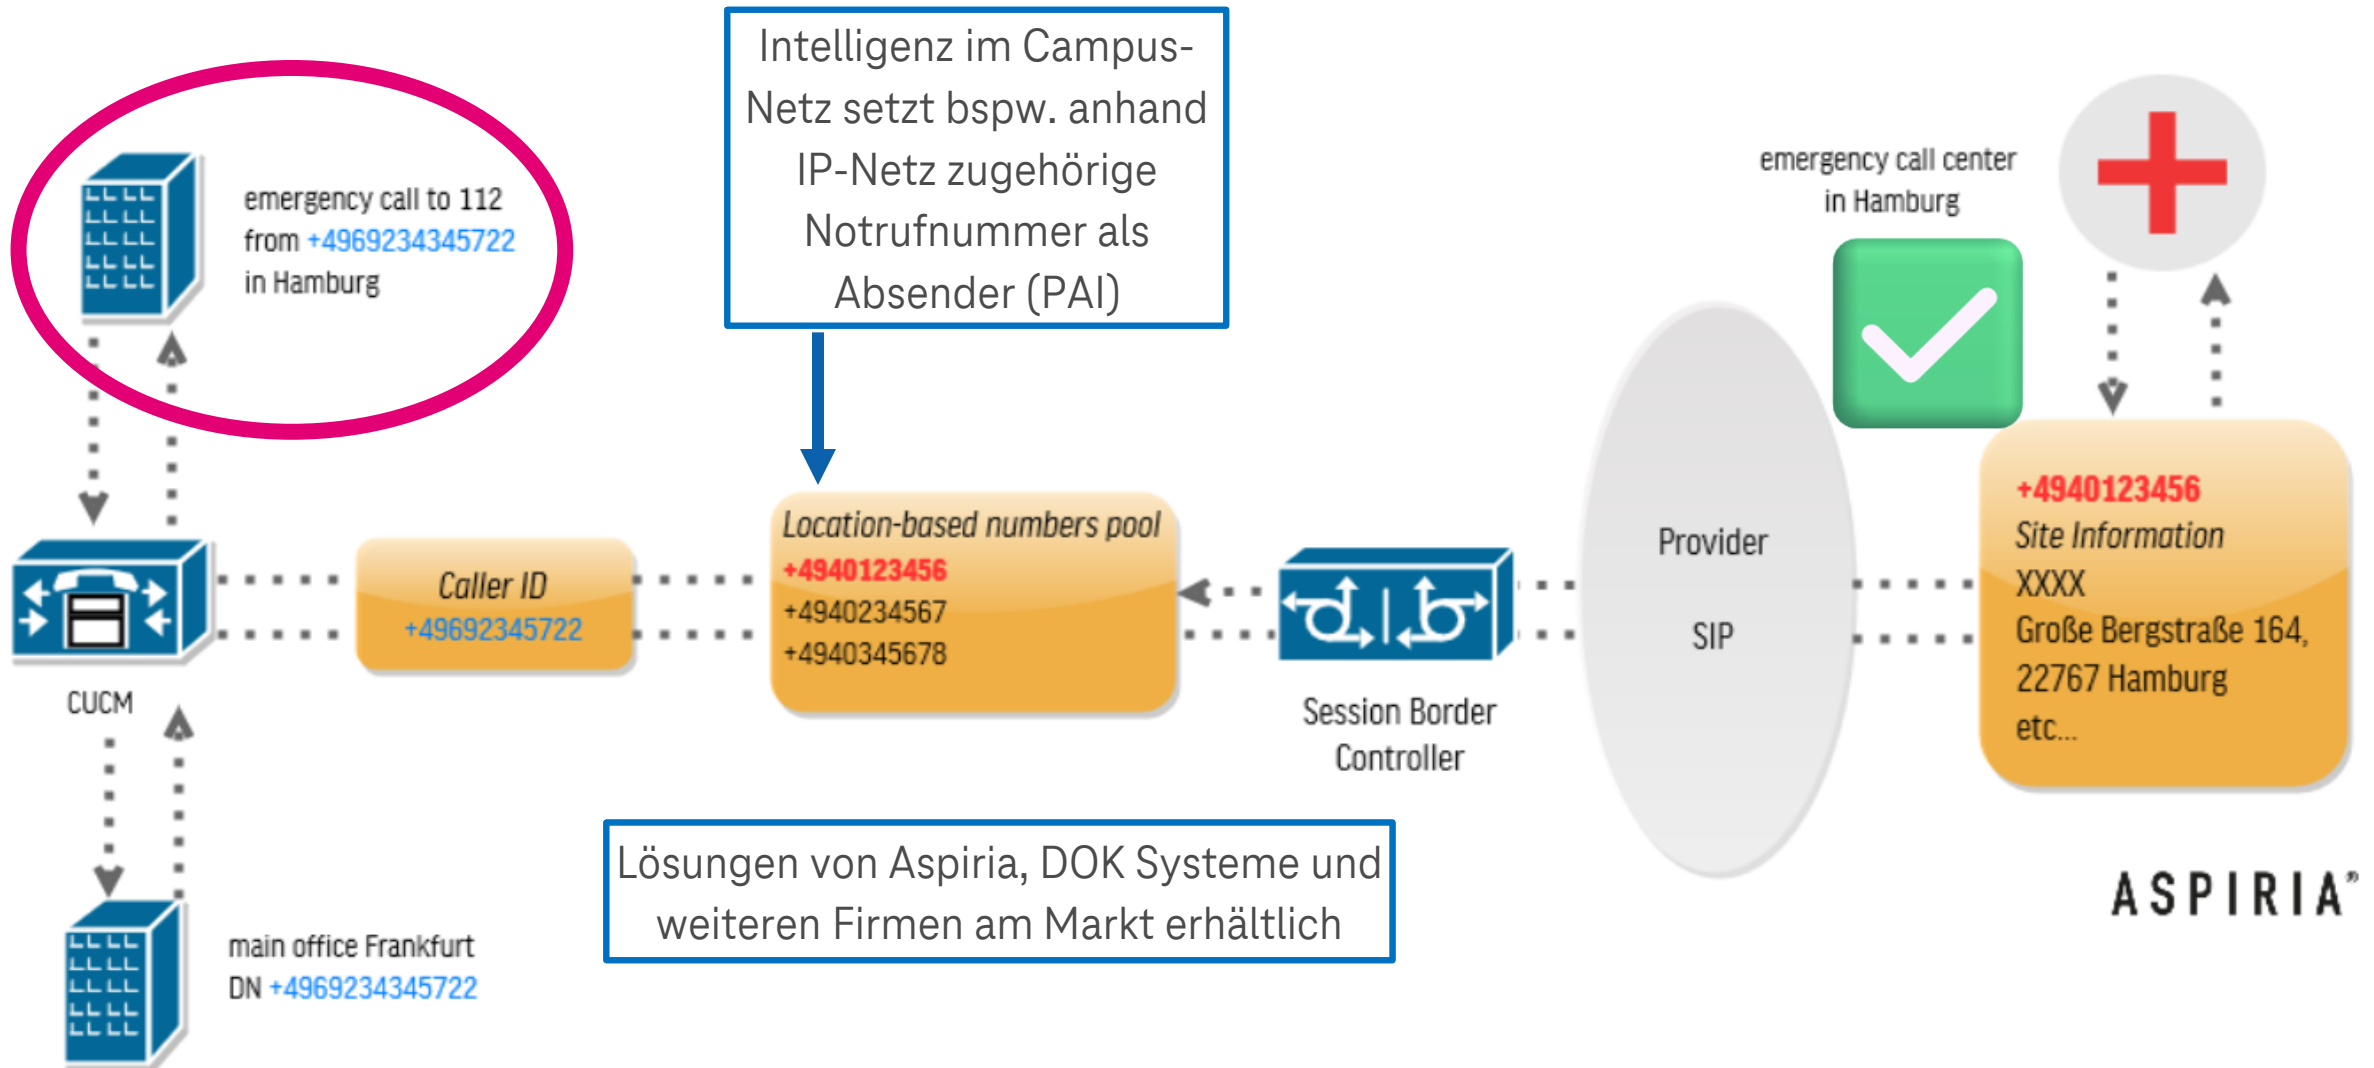 Intelligenz im Campus-
Netz setzt bspw. anhand
IP-Netz zugehörige
Notrufnummer als
Absender (PAI)
emergency call to 112
from +4969234345722
in Hamburg
emergency call center
in Hamburg
Caller ID
+49692345722
Location-based numbers pool
+4940123456
+4940234567
+4940345678
Provider
SIP
+4940123456
Site Information
XXXX
Große Bergstraße 164,
22767 Hamburg
etc...
CUCM
Session Border
Controller
Lösungen von Aspiria, DOK Systeme und
weiteren Firmen am Markt erhältlich
ASPIRIA®
main office Frankfurt
DN +4969234345722